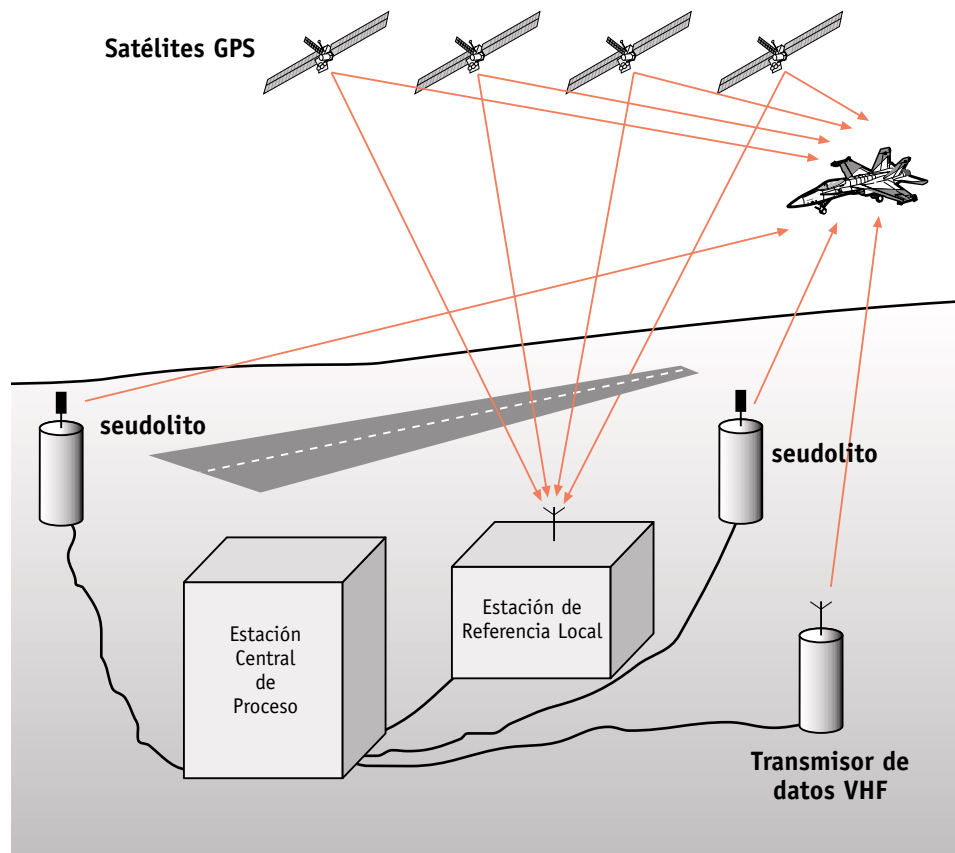 Satélites GPS
seudolito
seudolito
Estación de
Referencia Local
Estación
Central
de
Proceso
Transmisor de
datos VHF